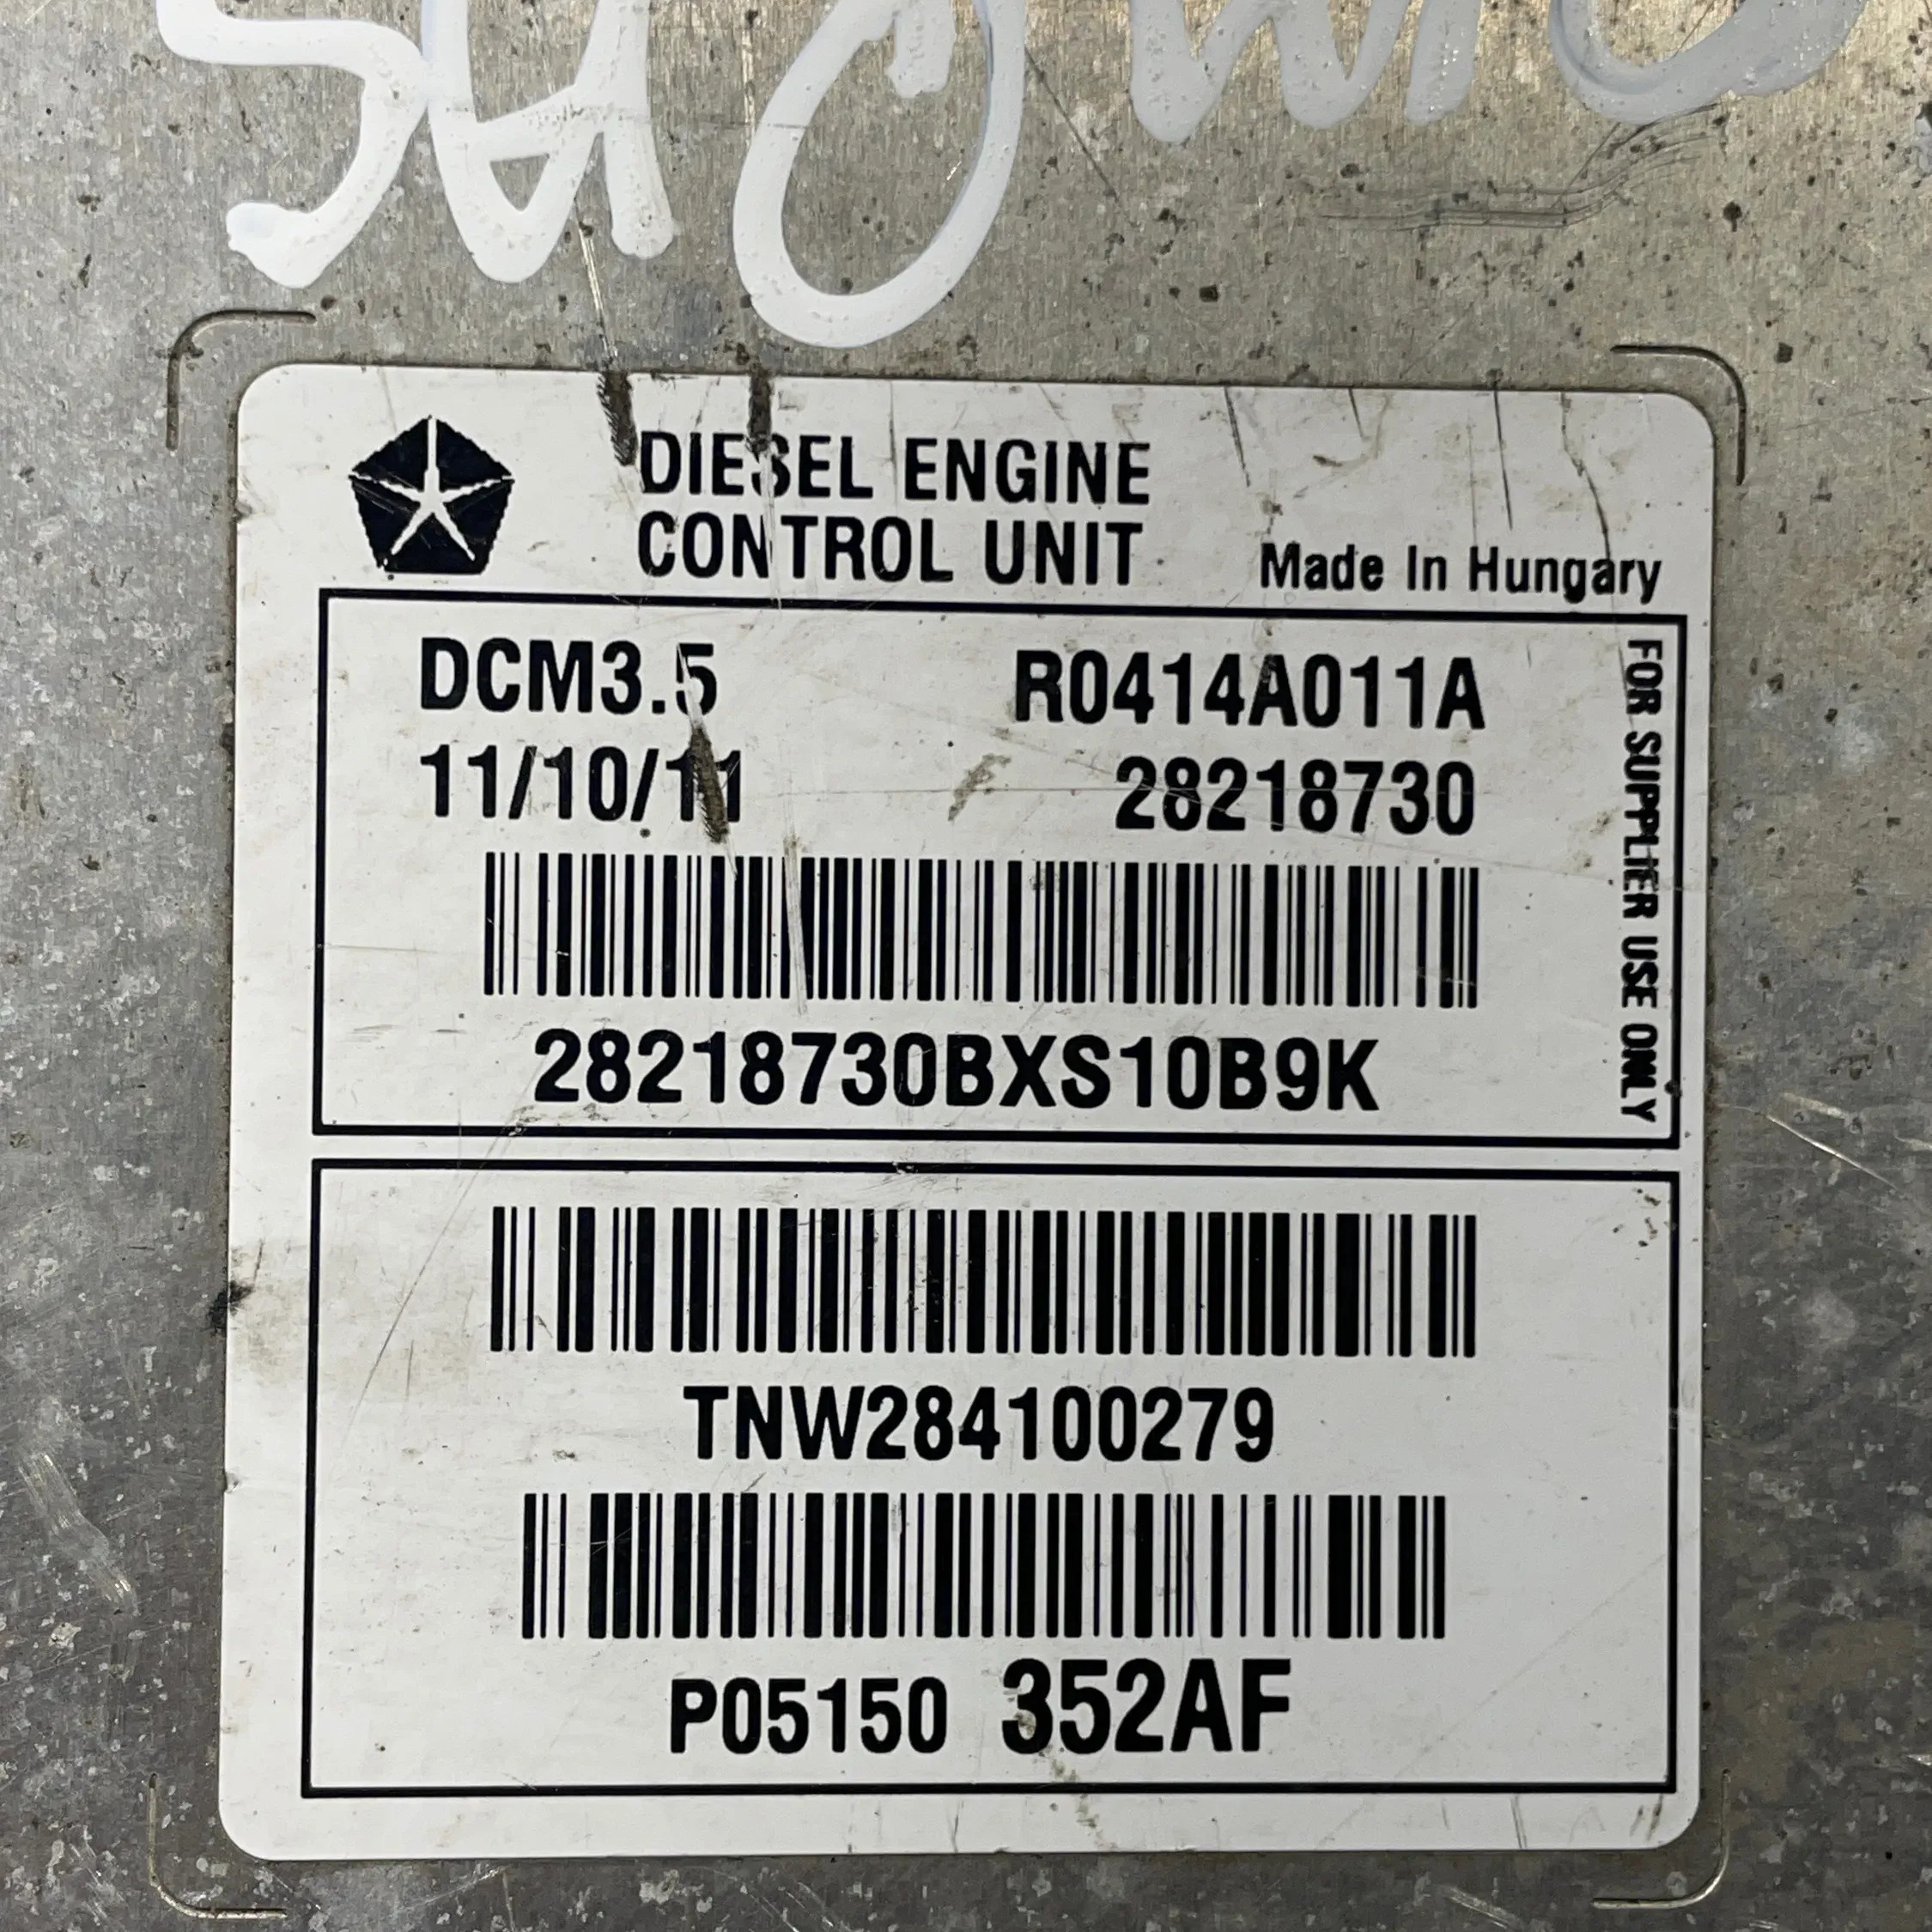 DIESEL ENGINE
CONTROL UNIT
Made In Hungary
DCM3.5 R0414A011A
11/10/11 28218730
28218730BXS10B9K
FOR SUPPLIER USE ONLY
TNW284100279
P05150 352AF